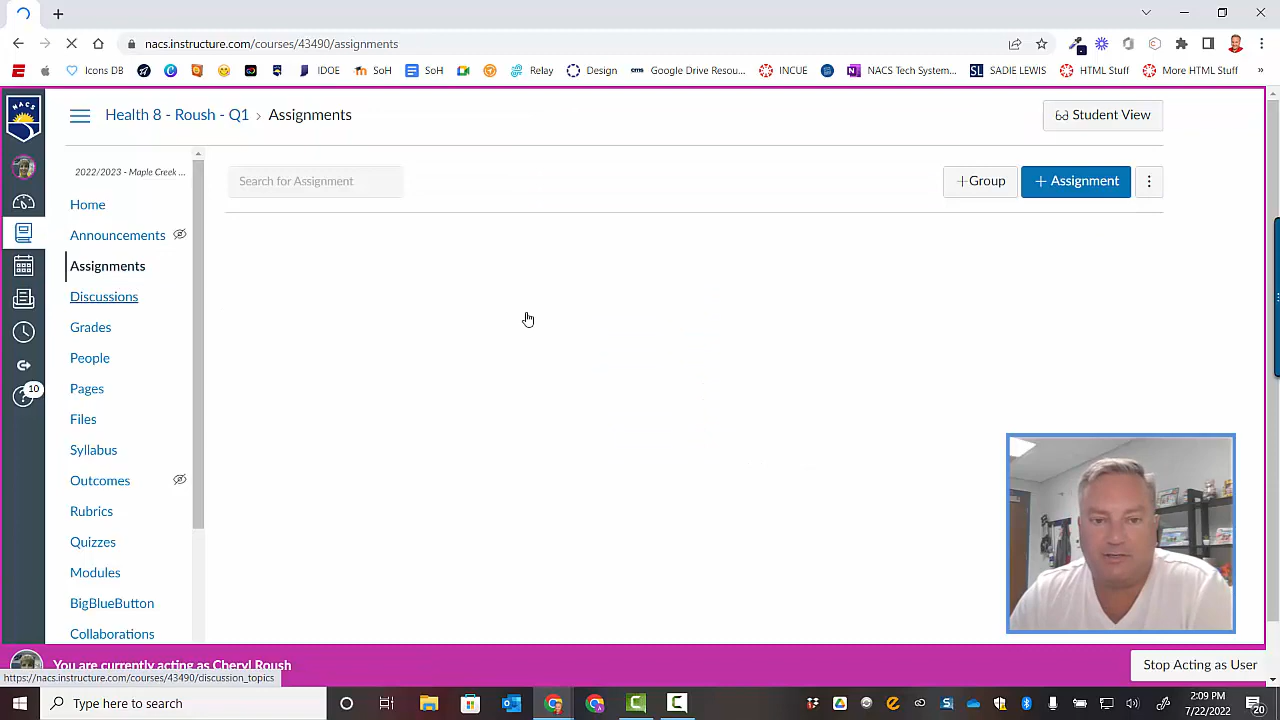 nacs.instructure.com/courses/43490/assignments
Icons DB
IDOE
SoH
SoH
Relay
Design
cms
Google Drive Resou...
INCUE
NACS Tech System...
SL
SADIE LEWIS
HTML Stuff
More HTML Stuff
»
NACS
Health 8 - Roush - Q1 › Assignments
Student View
2022/2023 - Maple Creek ...
Search for Assignment
+Group
+ Assignment
Home
Announcements
Assignments
Discussions
Grades
People
Pages
10
Files
Syllabus
Outcomes
Rubrics
Quizzes
Modules
BigBlueButton
Collaborations
You are currently acting as Cheryl Roush
Stop Acting as User
https://nacs.instructure.com/courses/43490/discussion_topics
Type here to search
2:09 PM
7/22/2022
20